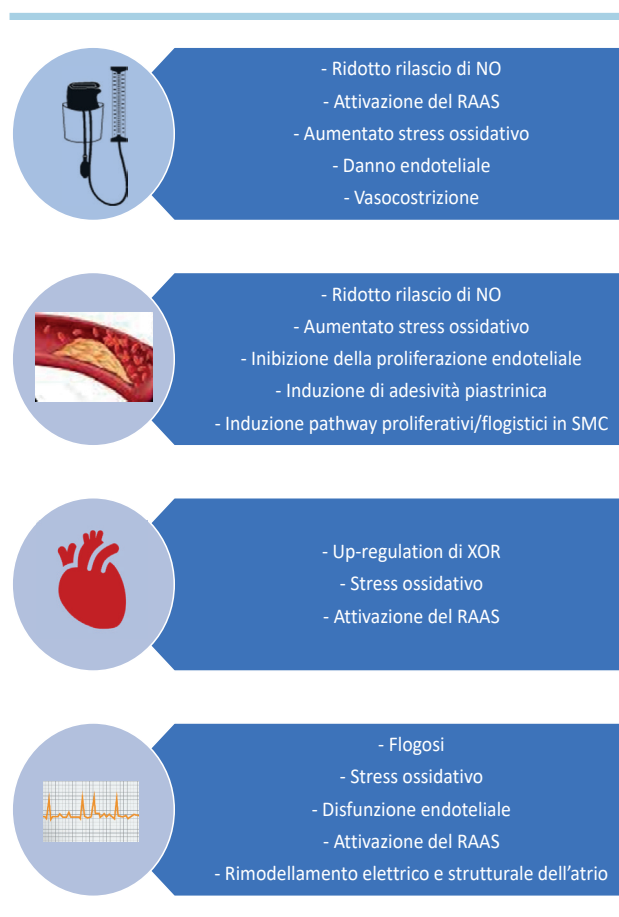 - Ridotto rilascio di NO
- Attivazione del RAAS
- Aumentato stress ossidativo
- Danno endoteliale
- Vasocostrizione
- Ridotto rilascio di NO
- Aumentato stress ossidativo
- Inibizione della proliferazione endoteliale
- Induzione di adesività piastrinica
- Induzione pathway proliferativi/flogistici in SMC
- Up-regulation di XOR
- Stress ossidativo
- Attivazione del RAAS
- Flogosi
- Stress ossidativo
- Disfunzione endoteliale
- Attivazione del RAAS
- Rimodellamento elettrico e strutturale dell’atrio